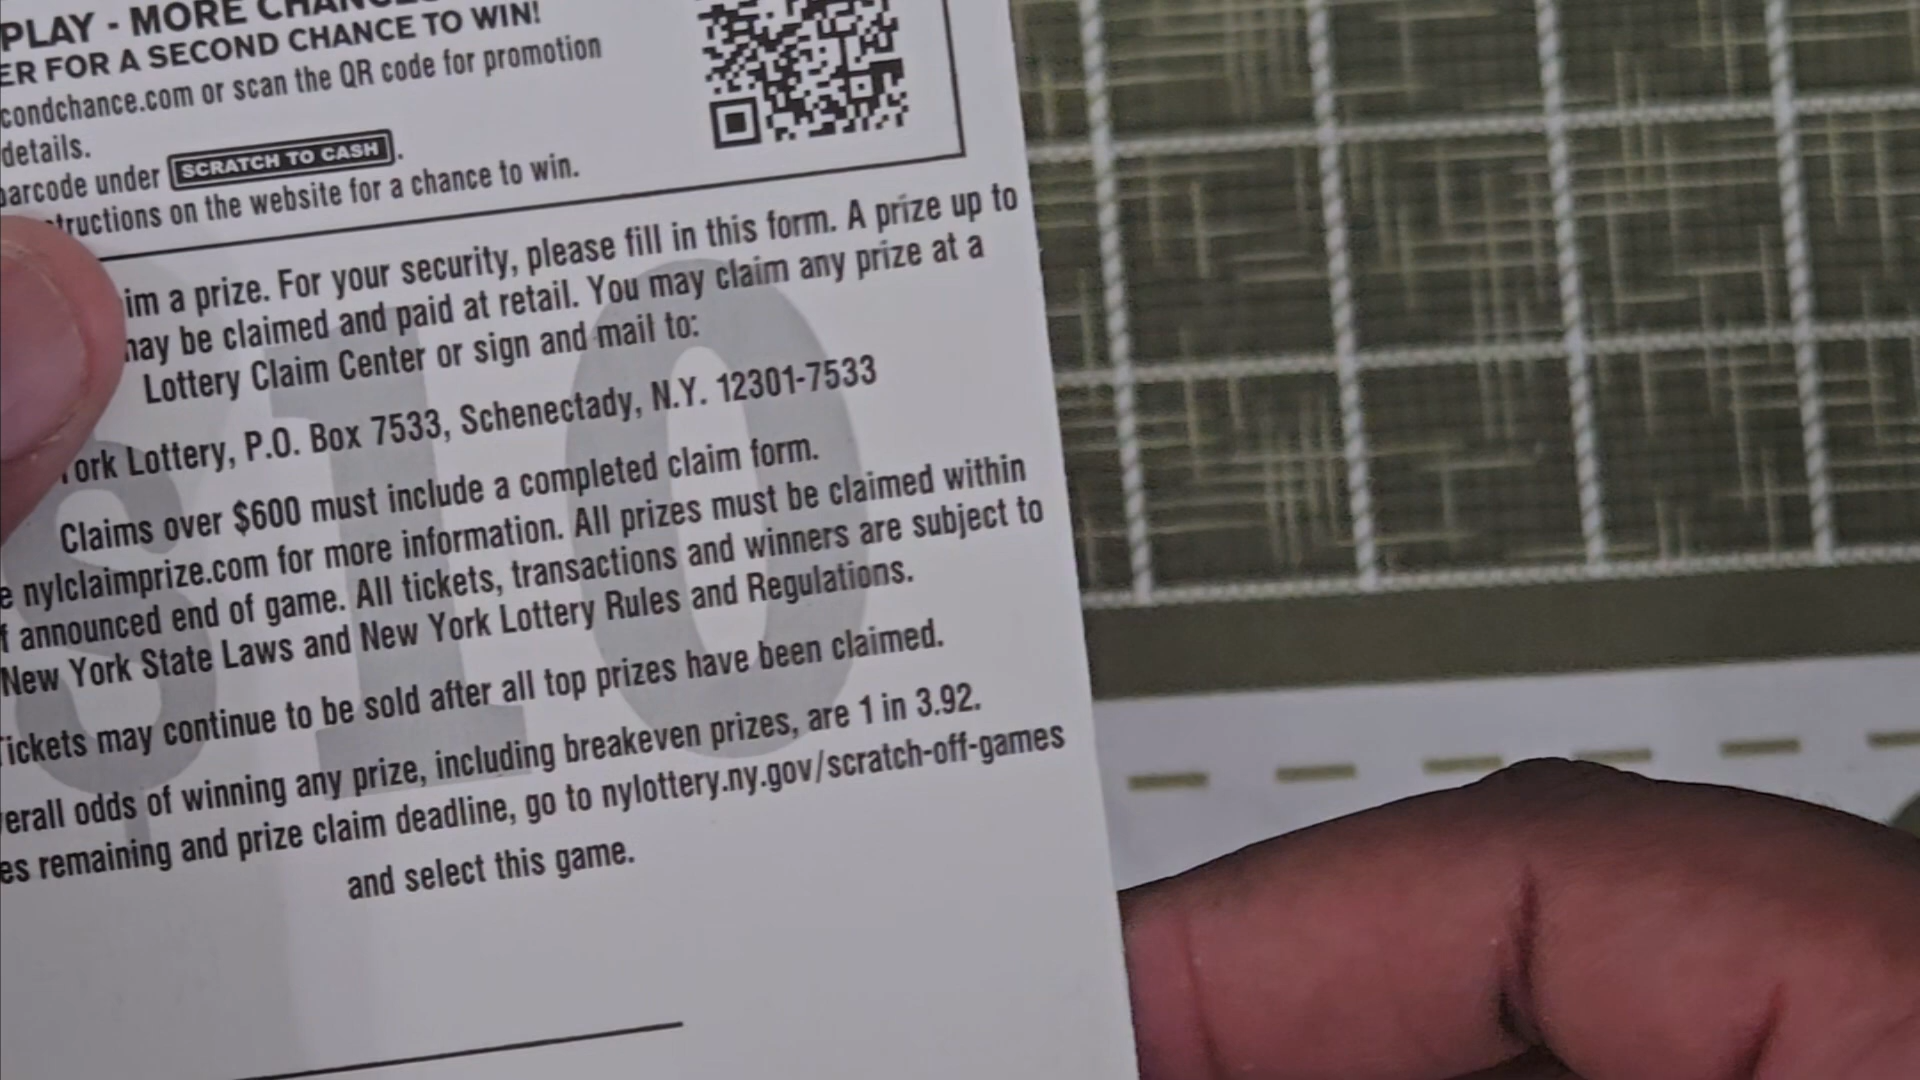 PLAY - MORE
FOR A SECOND CHANCE TO WIN!
condchance.com or scan the QR code for promotion
details.
barcode under SCRATCH TO CASH.
tructions on the website for a chance to win.
im a prize. For your security, please fill in this form. A prize up to
may be claimed and paid at retail. You may claim any prize at a
Lottery Claim Center or sign and mail to:
ork Lottery, P.O. Box 7533, Schenectady, N.Y. 12301-7533
Claims over $600 must include a completed claim form.
e nylclaimprize.com for more information. All prizes must be claimed within
f announced end of game. All tickets, transactions and winners are subject to
New York State Laws and New York Lottery Rules and Regulations.
Tickets may continue to be sold after all top prizes have been claimed.
verall odds of winning any prize, including breakeven prizes, are 1 in 3.92.
es remaining and prize claim deadline, go to nylottery.ny.gov/scratch-off-games
and select this game.
$10